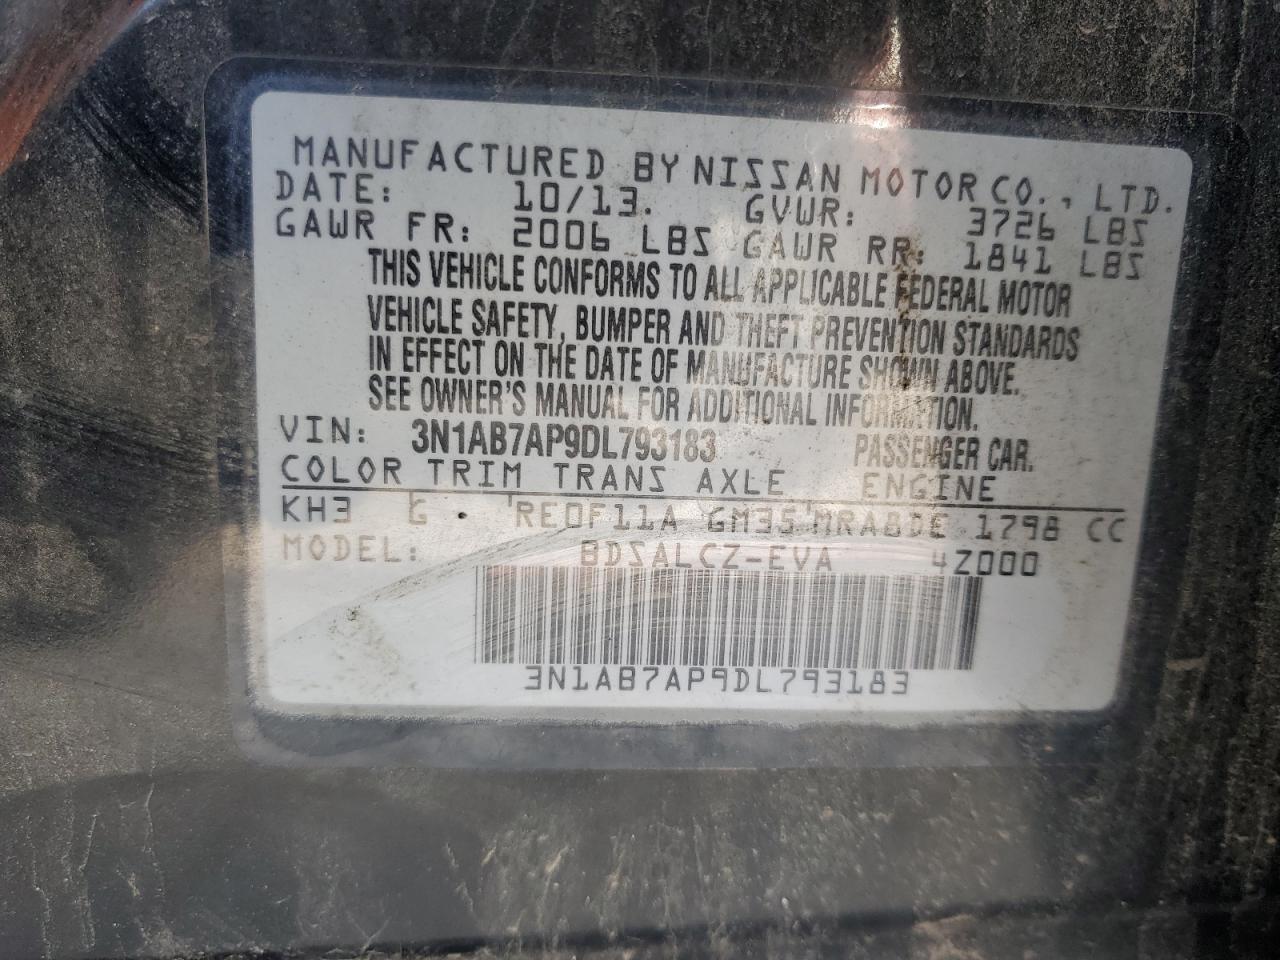 MANUFACTURED BY NISSAN MOTOR CO., LTD.
DATE: 10/13. GVWR: 3726 LBS
GAWR FR: 2006 LBS GAWR RR: 1841 LBS
THIS VEHICLE CONFORMS TO ALL APPLICABLE FEDERAL MOTOR
VEHICLE SAFETY, BUMPER AND THEFT PREVENTION STANDARDS
IN EFFECT ON THE DATE OF MANUFACTURE SHOWN ABOVE.
SEE OWNER'S MANUAL FOR ADDITIONAL INFORMATION.
VIN: 3N1AB7AP9DL793183 PASSENGER CAR.
COLOR TRIM TRANS AXLE ENGINE
KH3 G RE0F11A GM35 MRA8DE 1798 CC
MODEL: BDSALCZ-EVA 4Z000
3N1AB7AP9DL793183